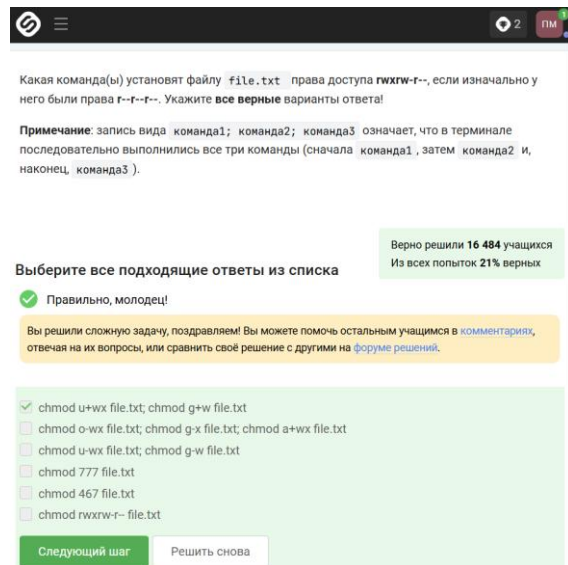 2
ПМ
1
Какая команда(ы) установят файлу file.txt права доступа rwxrw-r--, если изначально у
него были права r--r--r--. Укажите все верные варианты ответа!
Примечание: запись вида команда1; команда2; команда3 означает, что в терминале
последовательно выполнились все три команды (сначала команда1 , затем команда2 и,
наконец, команда3 ).
Верно решили 16 484 учащихся
Из всех попыток 21% верных
Выберите все подходящие ответы из списка
Правильно, молодец!
Вы решили сложную задачу, поздравляем! Вы можете помочь остальным учащимся в комментариях,
отвечая на их вопросы, или сравнить своё решение с другими на форуме решений.
chmod u+wx file.txt; chmod g+w file.txt
chmod o-wx file.txt; chmod g-x file.txt; chmod a+wx file.txt
chmod u-wx file.txt; chmod g-w file.txt
chmod 777 file.txt
chmod 467 file.txt
chmod rwxrw-r-- file.txt
Следующий шаг
Решить снова